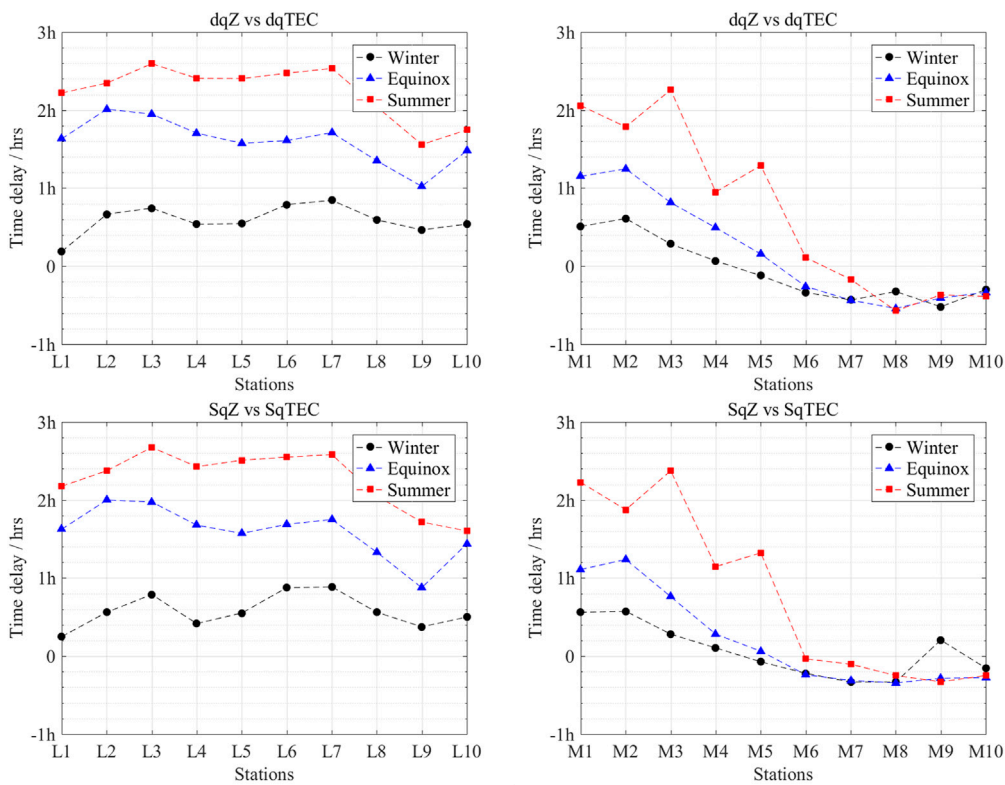 dqZ vs dqTEC
3h
2h
1h
0
-1h
Time delay / hrs
Winter
Equinox
Summer
L1 L2 L3 L4 L5 L6 L7 L8 L9 L10
Stations
dqZ vs dqTEC
3h
2h
1h
0
-1h
Time delay / hrs
Winter
Equinox
Summer
M1 M2 M3 M4 M5 M6 M7 M8 M9 M10
Stations
SqZ vs SqTEC
3h
2h
1h
0
-1h
Time delay / hrs
Winter
Equinox
Summer
L1 L2 L3 L4 L5 L6 L7 L8 L9 L10
Stations
SqZ vs SqTEC
3h
2h
1h
0
-1h
Time delay / hrs
Winter
Equinox
Summer
M1 M2 M3 M4 M5 M6 M7 M8 M9 M10
Stations